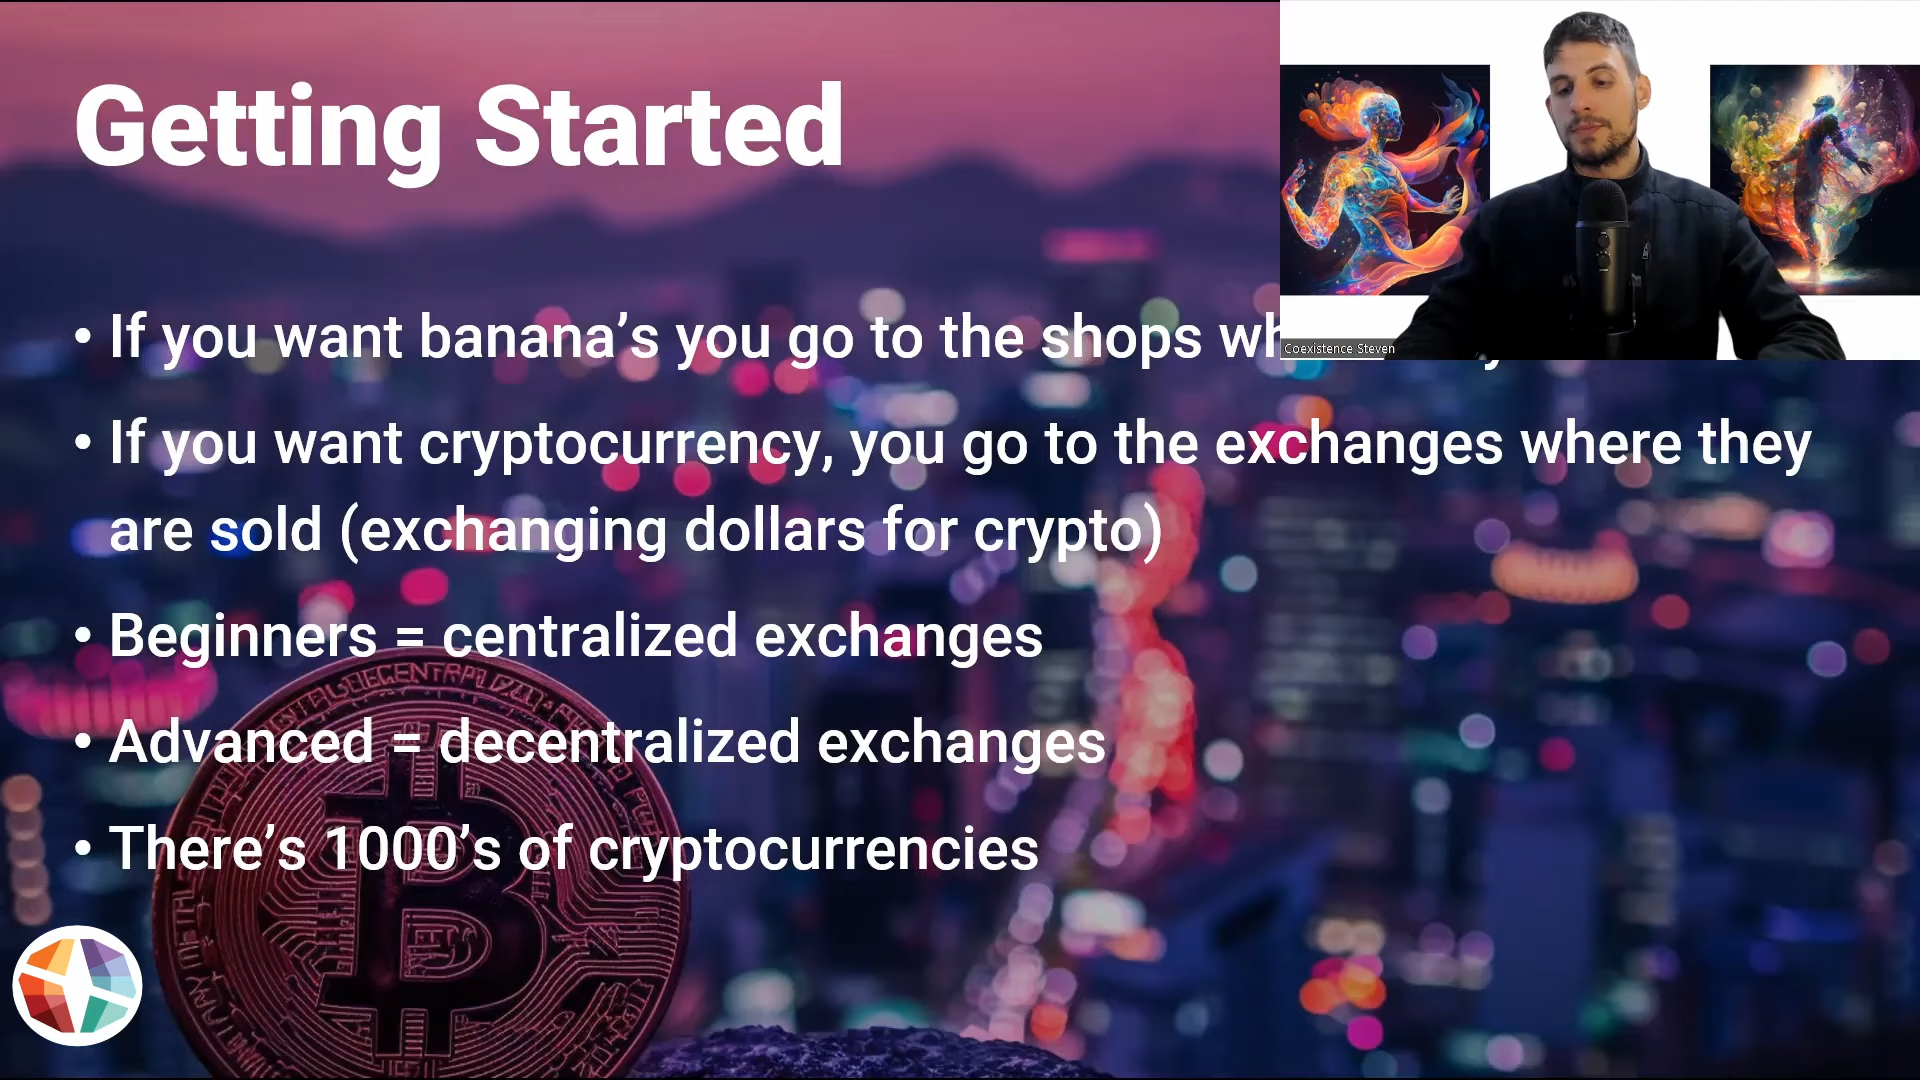 Getting Started
• If you want banana’s you go to the shops
Coexistence Steven
• If you want cryptocurrency, you go to the exchanges where they
are sold (exchanging dollars for crypto)
• Beginners = centralized exchanges
• Advanced = decentralized exchanges
• There’s 1000’s of cryptocurrencies